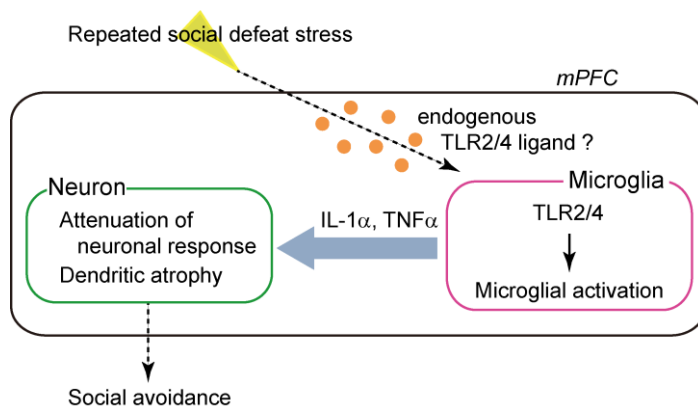 Repeated social defeat stress
mPFC
endogenous
TLR2/4 ligand ?
Neuron
Attenuation of
neuronal response
Dendritic atrophy
IL-1α, TNFα
Microglia
TLR2/4
Microglial activation
Social avoidance